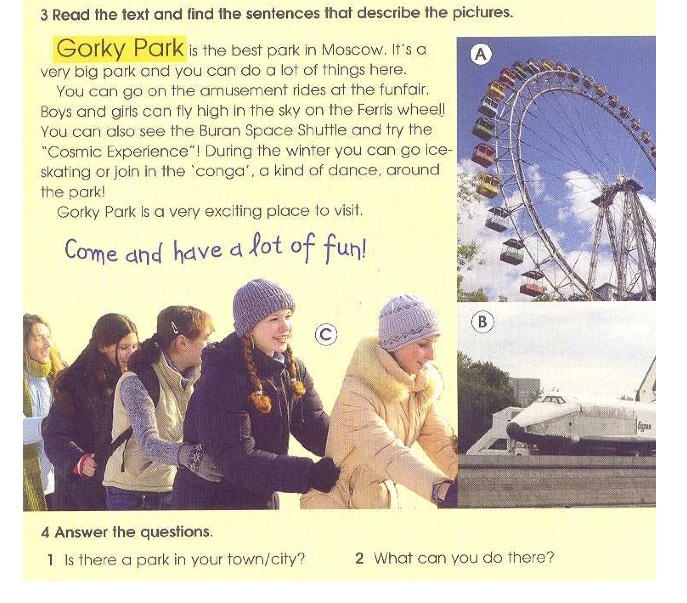 3 Read the text and find the sentences that describe the pictures.
Gorky Park is the best park in Moscow. It's a
very big park and you can do a lot of things here.
You can go on the amusement rides at the funfair.
Boys and girls can fly high in the sky on the Ferris wheel!
You can also see the Buran Space Shuttle and try the
"Cosmic Experience"! During the winter you can go ice-
skating or join in the 'conga', a kind of dance, around
the park!
Gorky Park is a very exciting place to visit.
Come and have a lot of fun!
A
B
C
4 Answer the questions.
1 Is there a park in your town/city? 2 What can you do there?